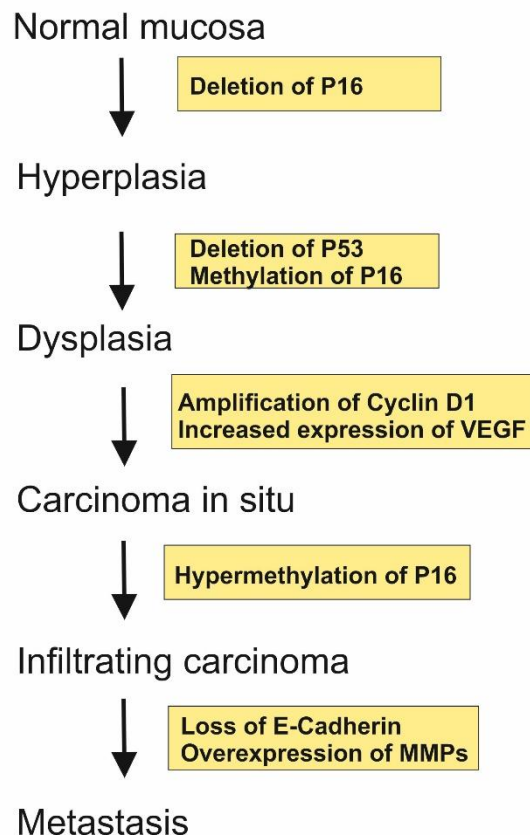 Normal mucosa
Deletion of P16
Hyperplasia
Deletion of P53
Methylation of P16
Dysplasia
Amplification of Cyclin D1
Increased expression of VEGF
Carcinoma in situ
Hypermethylation of P16
Infiltrating carcinoma
Loss of E-Cadherin
Overexpression of MMPs
Metastasis